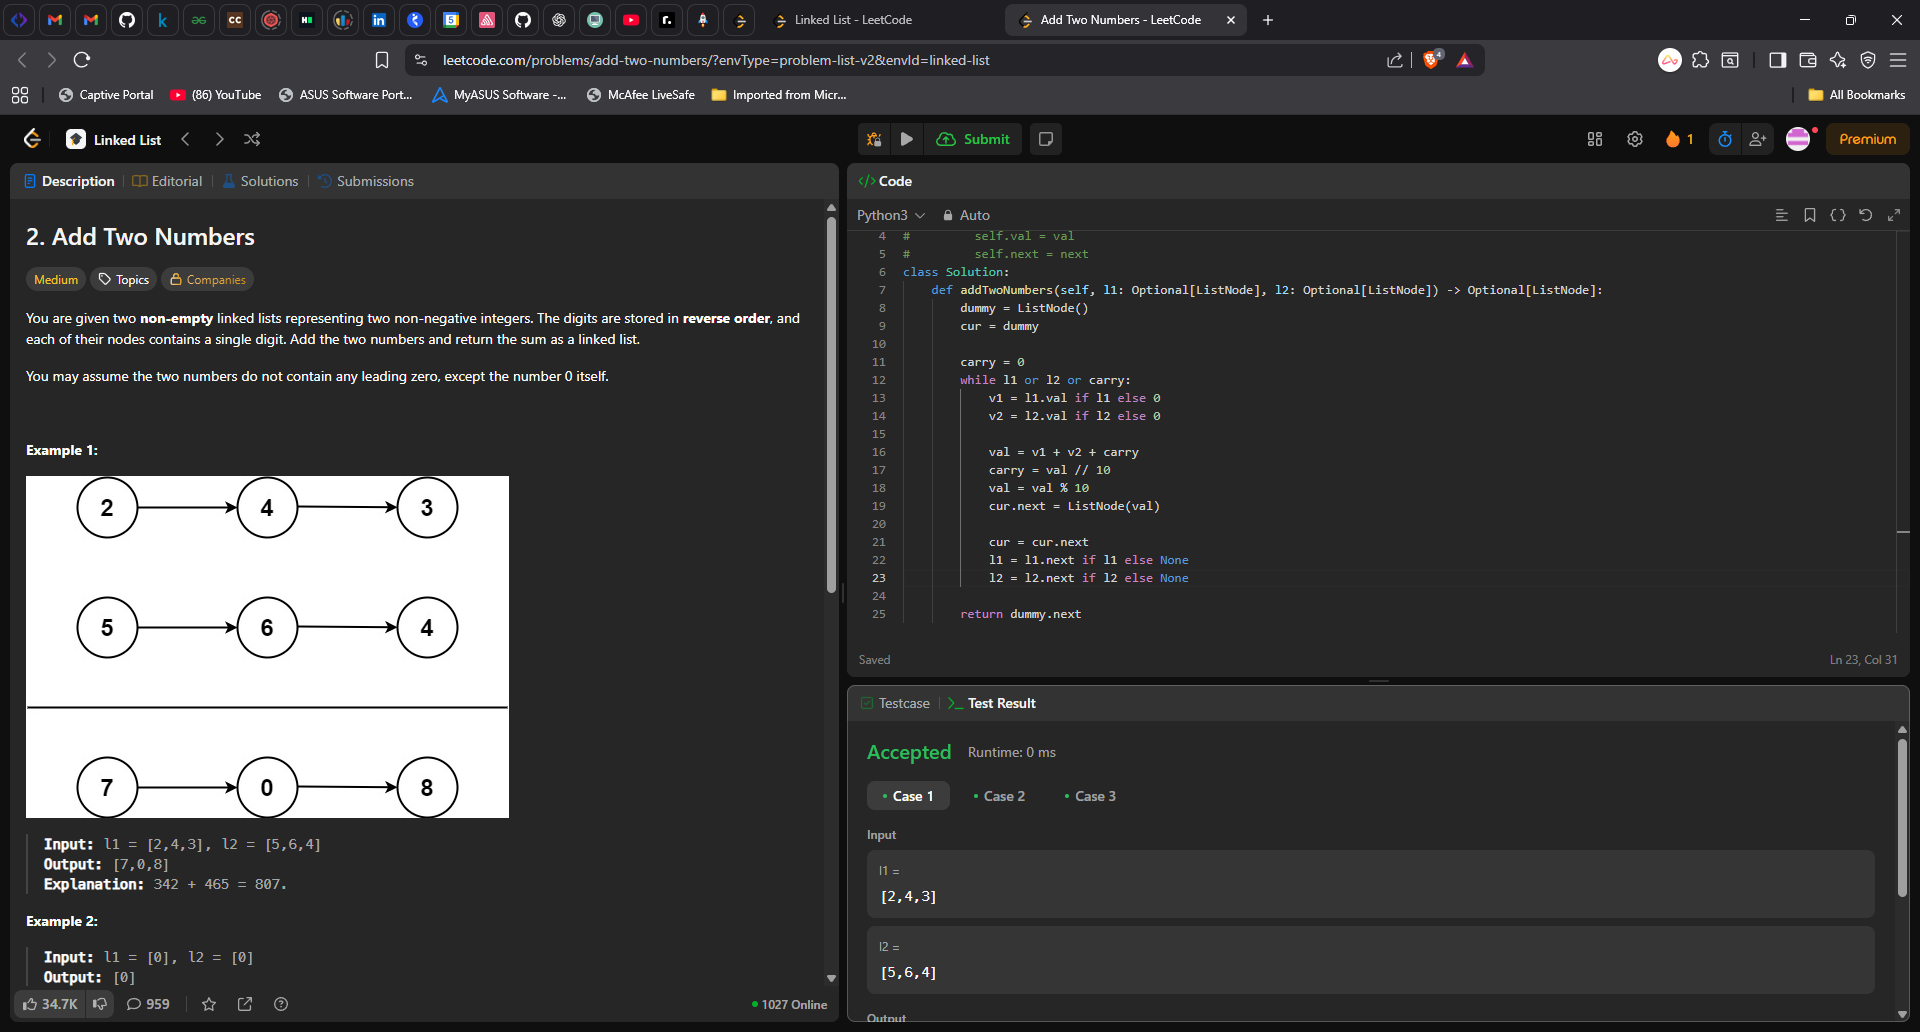 Linked List - LeetCode
Add Two Numbers - LeetCode
leetcode.com/problems/add-two-numbers/?envType=problem-list-v2&envId=linked-list
4
Captive Portal
(86) YouTube
ASUS Software Port...
MyASUS Software -...
McAfee LiveSafe
Imported from Micr...
All Bookmarks
Linked List
Submit
1
Premium
Description
Editorial
Solutions
Submissions
2. Add Two Numbers
Medium
Topics
Companies
You are given two non-empty linked lists representing two non-negative integers. The digits are stored in reverse order, and
each of their nodes contains a single digit. Add the two numbers and return the sum as a linked list.
You may assume the two numbers do not contain any leading zero, except the number 0 itself.
Example 1:
2 4 3
5 6 4
7 0 8
Input: l1 = [2,4,3], l2 = [5,6,4]
Output: [7,0,8]
Explanation: 342 + 465 = 807.
Example 2:
Input: l1 = [0], l2 = [0]
Output: [0]
34.7K
959
1027 Online
</> Code
Python3
Auto
4 # self.val = val
5 # self.next = next
6 class Solution:
7 def addTwoNumbers(self, l1: Optional[ListNode], l2: Optional[ListNode]) -> Optional[ListNode]:
8 dummy = ListNode()
9 cur = dummy
10
11 carry = 0
12 while l1 or l2 or carry:
13 v1 = l1.val if l1 else 0
14 v2 = l2.val if l2 else 0
15
16 val = v1 + v2 + carry
17 carry = val // 10
18 val = val % 10
19 cur.next = ListNode(val)
20
21 cur = cur.next
22 l1 = l1.next if l1 else None
23 l2 = l2.next if l2 else None
24
25 return dummy.next
Saved
Ln 23, Col 31
Testcase
Test Result
Accepted
Runtime: 0 ms
Case 1
Case 2
Case 3
Input
l1 =
[2,4,3]
l2 =
[5,6,4]
Output